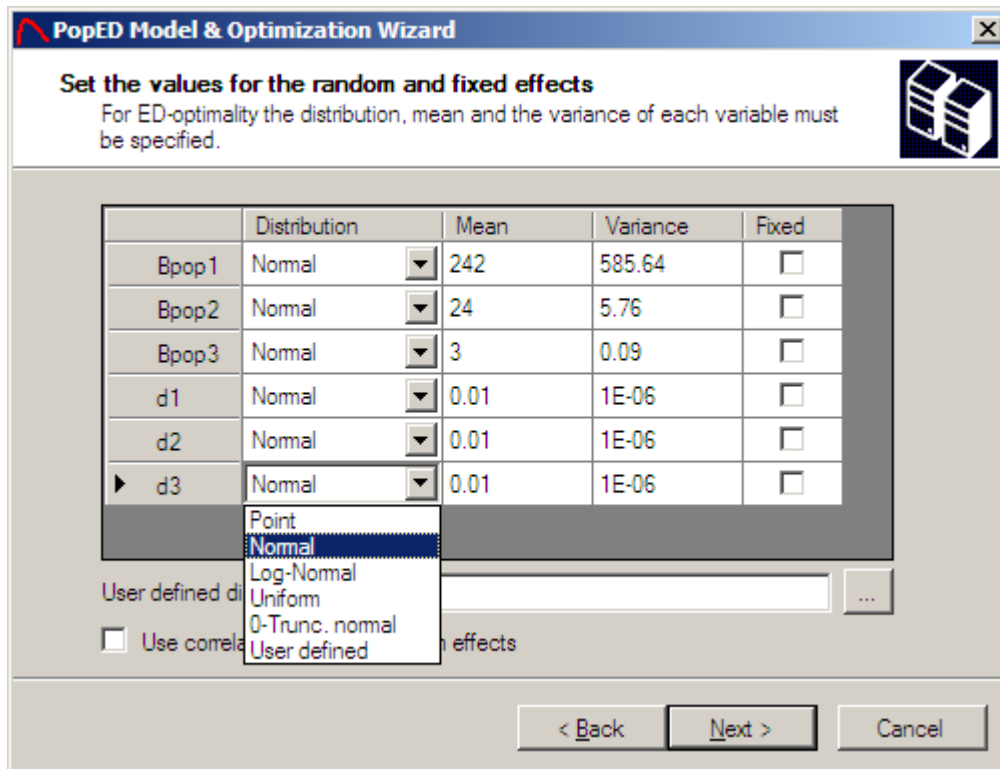 PopED Model & Optimization Wizard
Set the values for the random and fixed effects
For ED-optimality the distribution, mean and the variance of each variable must
be specified.
Distribution Mean Variance Fixed
Bpop1 Normal 242 585.64
Bpop2 Normal 24 5.76
Bpop3 Normal 3 0.09
d1 Normal 0.01 1E-06
d2 Normal 0.01 1E-06
d3 Normal 0.01 1E-06
Point
Normal
Log-Normal
Uniform
0-Trunc. normal
User defined
User defined di
...
Use correla effects
< Back Next > Cancel